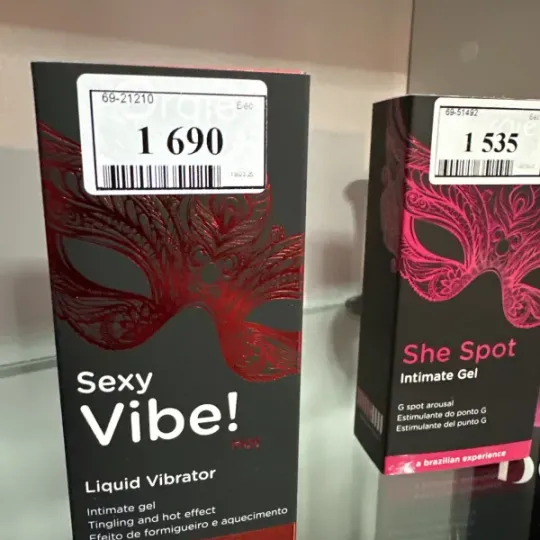 69-21210
1 690
Sexy
Vibe!
Liquid Vibrator
Intimate gel
Tingling and hot effect
Efeito de formigueiro e aquecimento
69-51492
1 535
She Spot
Intimate Gel
G spot arousal
Estimulante do ponto G
Estimulante del punto G
a brazilian experience